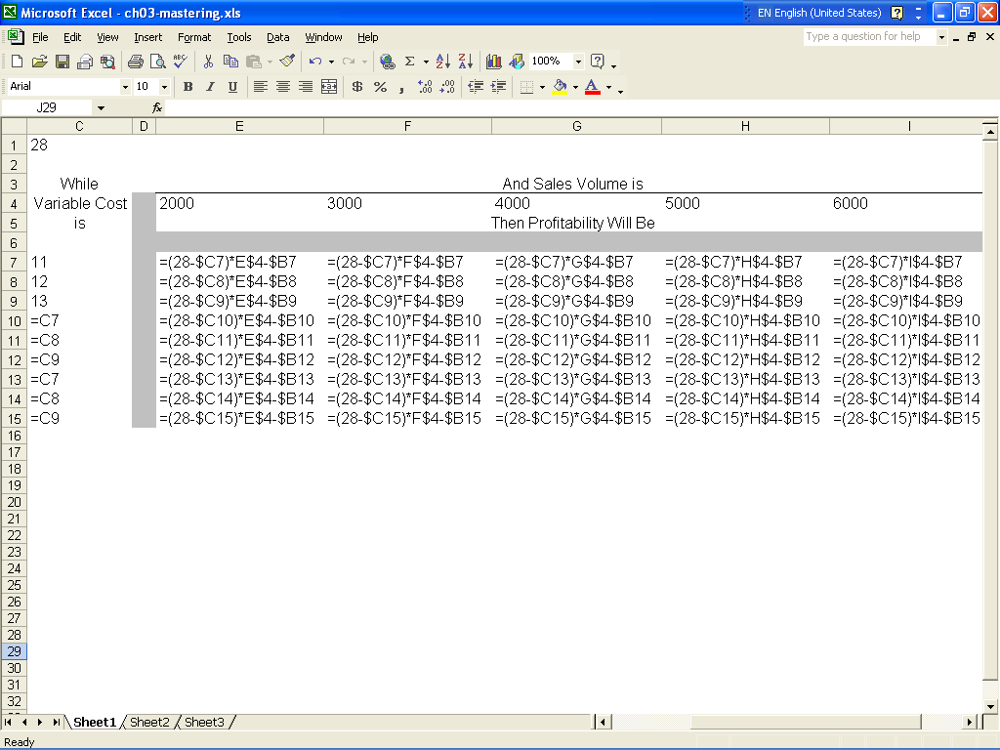 Microsoft Excel - ch03-mastering.xls EN English (United States)
File Edit View Insert Format Tools Data Window Help Type a question for help
100%
Arial 10 B I U $ % ,
J29 fx
C D E F G H I
1 28
2
3 While And Sales Volume is
4 Variable Cost 2000 3000 4000 5000 6000
5 is Then Profitability Will Be
6
7 11 =(28-$C7)*E$4-$B7 =(28-$C7)*F$4-$B7 =(28-$C7)*G$4-$B7 =(28-$C7)*H$4-$B7 =(28-$C7)*I$4-$B7
8 12 =(28-$C8)*E$4-$B8 =(28-$C8)*F$4-$B8 =(28-$C8)*G$4-$B8 =(28-$C8)*H$4-$B8 =(28-$C8)*I$4-$B8
9 13 =(28-$C9)*E$4-$B9 =(28-$C9)*F$4-$B9 =(28-$C9)*G$4-$B9 =(28-$C9)*H$4-$B9 =(28-$C9)*I$4-$B9
10 =C7 =(28-$C10)*E$4-$B10 =(28-$C10)*F$4-$B10 =(28-$C10)*G$4-$B10 =(28-$C10)*H$4-$B10 =(28-$C10)*I$4-$B10
11 =C8 =(28-$C11)*E$4-$B11 =(28-$C11)*F$4-$B11 =(28-$C11)*G$4-$B11 =(28-$C11)*H$4-$B11 =(28-$C11)*I$4-$B11
12 =C9 =(28-$C12)*E$4-$B12 =(28-$C12)*F$4-$B12 =(28-$C12)*G$4-$B12 =(28-$C12)*H$4-$B12 =(28-$C12)*I$4-$B12
13 =C7 =(28-$C13)*E$4-$B13 =(28-$C13)*F$4-$B13 =(28-$C13)*G$4-$B13 =(28-$C13)*H$4-$B13 =(28-$C13)*I$4-$B13
14 =C8 =(28-$C14)*E$4-$B14 =(28-$C14)*F$4-$B14 =(28-$C14)*G$4-$B14 =(28-$C14)*H$4-$B14 =(28-$C14)*I$4-$B14
15 =C9 =(28-$C15)*E$4-$B15 =(28-$C15)*F$4-$B15 =(28-$C15)*G$4-$B15 =(28-$C15)*H$4-$B15 =(28-$C15)*I$4-$B15
16
17
18
19
20
21
22
23
24
25
26
27
28
29
30
31
32
Sheet1 Sheet2 Sheet3
Ready